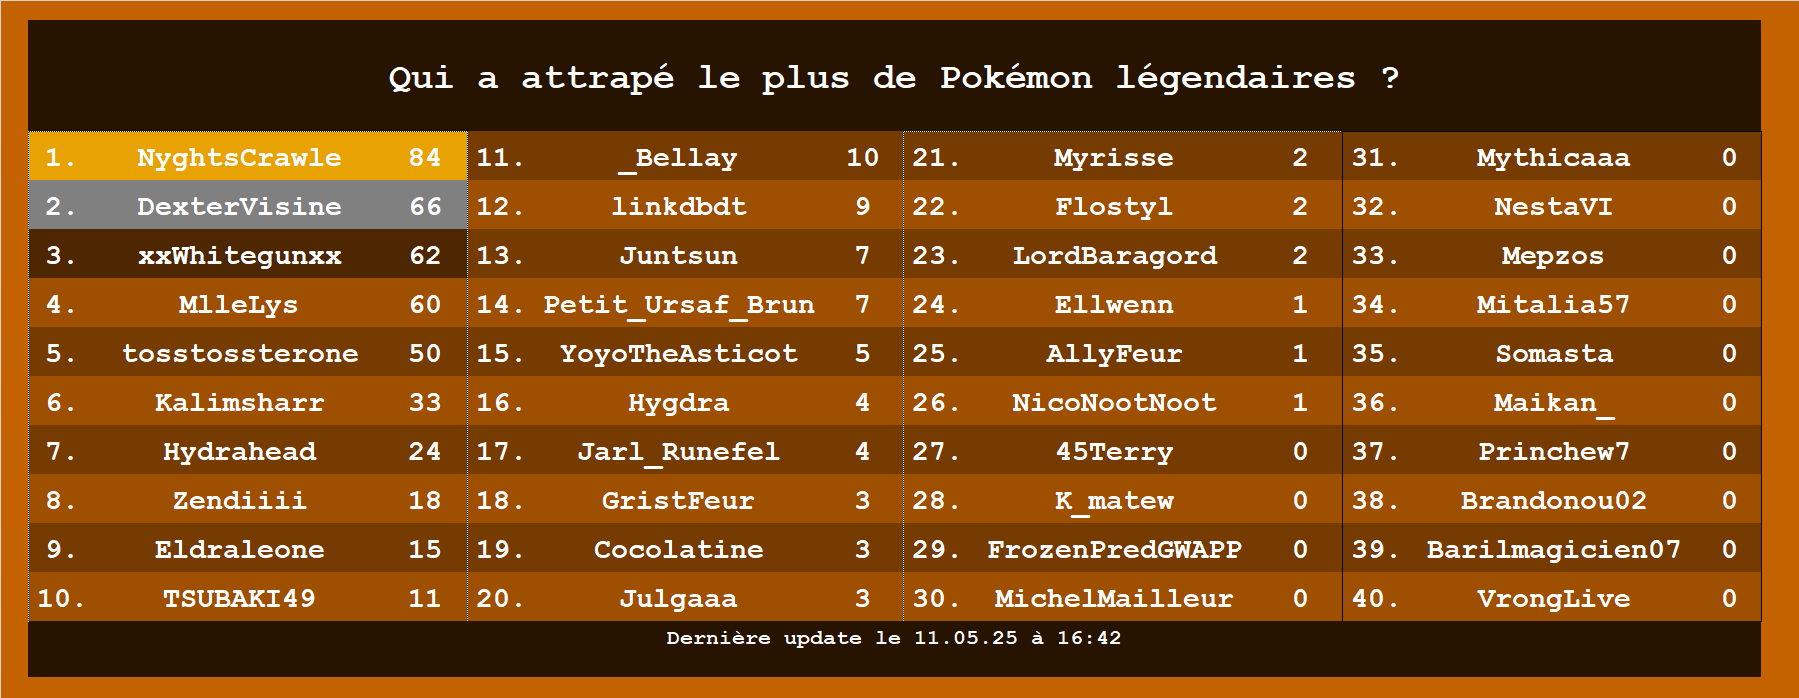 Qui a attrapé le plus de Pokémon légendaires ?
1. NyghtsCrawle 84 11. _Bellay 10 21. Myrisse 2 31. Mythicaaa 0
2. DexterVisine 66 12. linkdbdt 9 22. Flostyl 2 32. NestaVI 0
3. xxWhitegunxx 62 13. Juntsun 7 23. LordBaragord 2 33. Mepzos 0
4. MlleLys 60 14. Petit_Ursaf_Brun 7 24. Ellwenn 1 34. Mitalia57 0
5. tosstossterone 50 15. YoyoTheAsticot 5 25. AllyFeur 1 35. Somasta 0
6. Kalimsharr 33 16. Hygdra 4 26. NicoNootNoot 1 36. Maikan_ 0
7. Hydrahead 24 17. Jarl_Runefel 4 27. 45Terry 0 37. Princhew7 0
8. Zendiiii 18 18. GristFeur 3 28. K_matew 0 38. Brandonou02 0
9. Eldraleone 15 19. Cocolatine 3 29. FrozenPredGWAPP 0 39. Barilmagicien07 0
10. TSUBAKI49 11 20. Julgaaa 3 30. MichelMailleur 0 40. VrongLive 0
Dernière update le 11.05.25 à 16:42